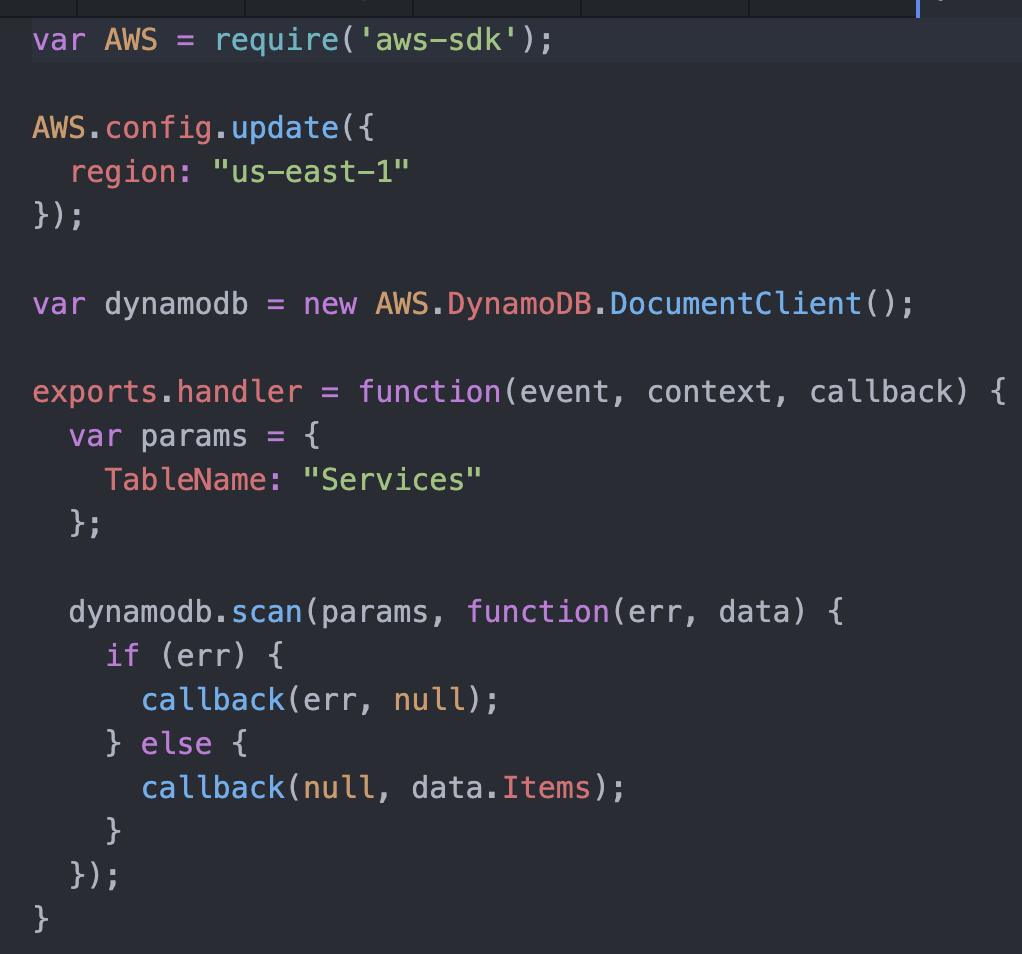 var AWS = require('aws-sdk');

AWS.config.update({
  region: "us-east-1"
});

var dynamodb = new AWS.DynamoDB.DocumentClient();

exports.handler = function(event, context, callback) {
  var params = {
    TableName: "Services"
  };

  dynamodb.scan(params, function(err, data) {
    if (err) {
      callback(err, null);
    } else {
      callback(null, data.Items);
    }
  });
}